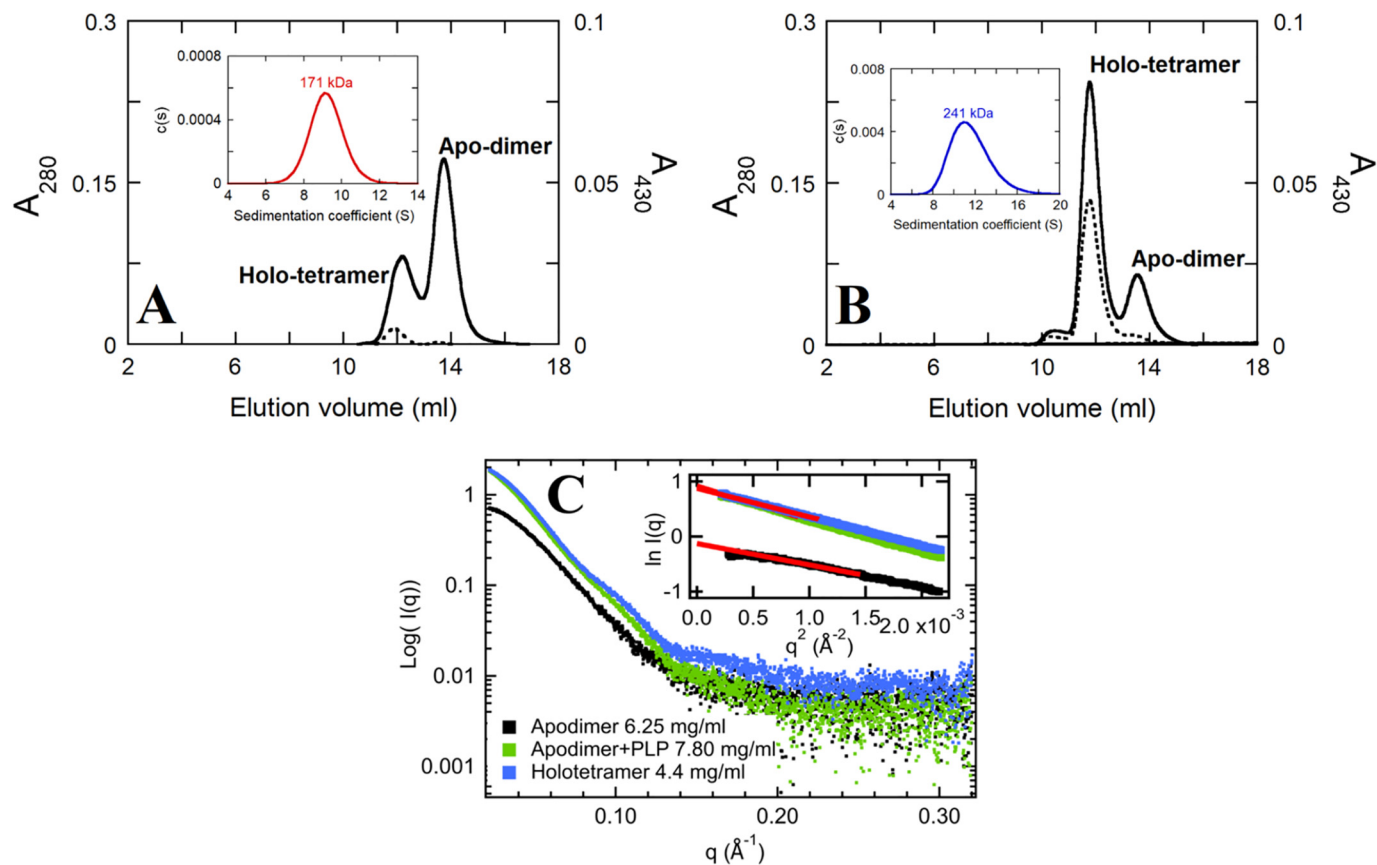 0.3
0.15
0
A280
2
6
10
14
18
Elution volume (ml)
0.1
0.05
0
A430
A
Holo-tetramer
Apo-dimer
0.0008
0.0004
0
c(s)
171 kDa
4
6
8
10
12
14
Sedimentation coefficient (S)
0.3
0.15
0
A280
2
6
10
14
18
Elution volume (ml)
0.1
0.05
0
A430
B
Holo-tetramer
Apo-dimer
0.008
0.004
0
c(s)
241 kDa
4
8
12
16
20
Sedimentation coefficient (S)
C
1
0.1
0.01
0.001
Log( I(q))
0.10
0.20
0.30
q (Å-1)
Apodimer 6.25 mg/ml
Apodimer+PLP 7.80 mg/ml
Holotetramer 4.4 mg/ml
1
0
-1
ln I(q)
0.0
0.5
1.0
1.5
2.0 x10-3
q2 (Å-2)